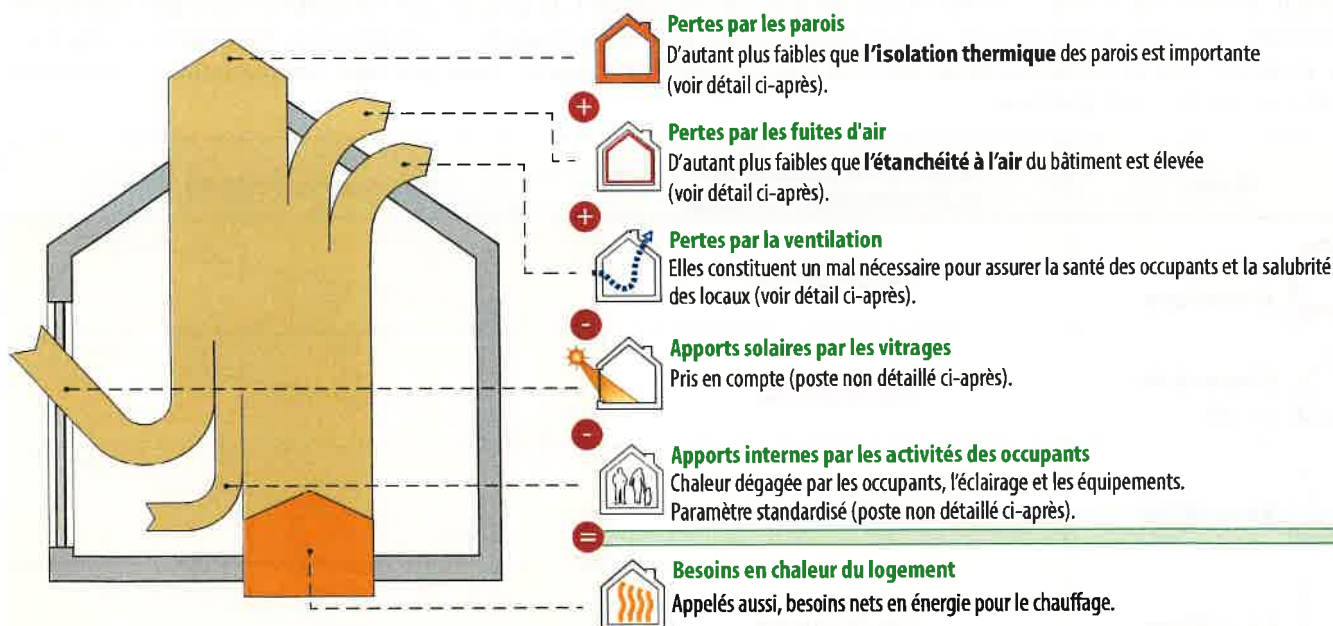 Pertes par les parois
D'autant plus faibles que l'isolation thermique des parois est importante
(voir détail ci-après).
+
Pertes par les fuites d'air
D'autant plus faibles que l'étanchéité à l'air du bâtiment est élevée
(voir détail ci-après).
+
Pertes par la ventilation
Elles constituent un mal nécessaire pour assurer la santé des occupants et la salubrité
des locaux (voir détail ci-après).
-
Apports solaires par les vitrages
Pris en compte (poste non détaillé ci-après).
-
Apports internes par les activités des occupants
Chaleur dégagée par les occupants, l'éclairage et les équipements.
Paramètre standardisé (poste non détaillé ci-après).
=
Besoins en chaleur du logement
Appelés aussi, besoins nets en énergie pour le chauffage.